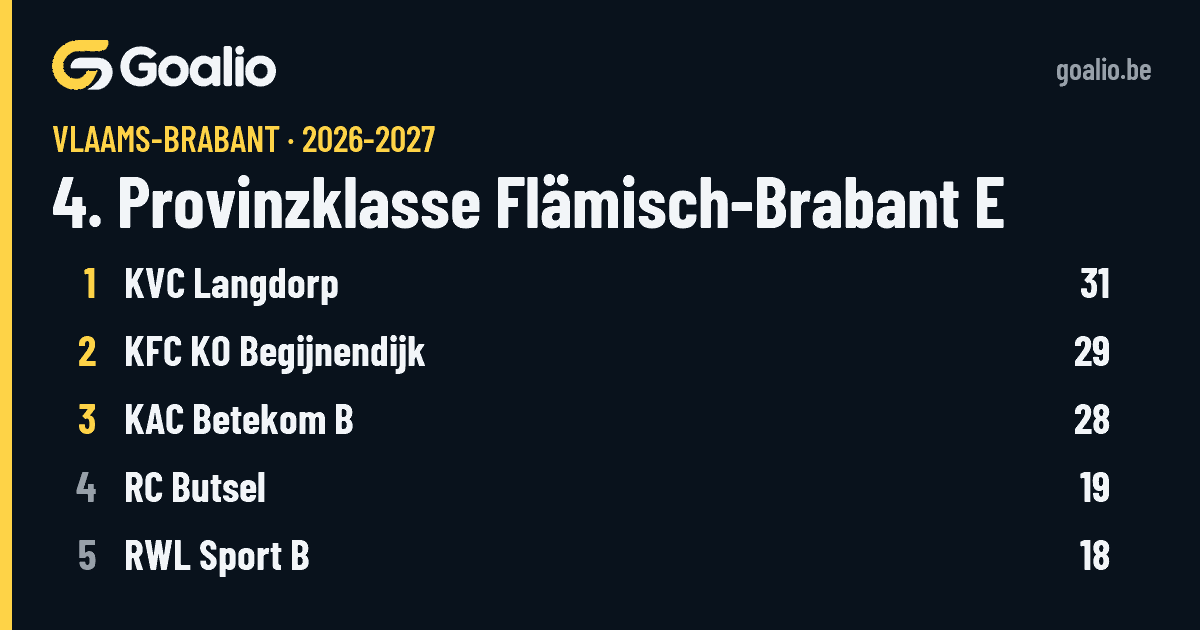 Goalio
goalio.be
VLAAMS-BRABANT · 2026-2027
4. Provinzklasse Flämisch-Brabant E
1 KVC Langdorp 31
2 KFC KO Begijnendijk 29
3 KAC Betekom B 28
4 RC Butsel 19
5 RWL Sport B 18